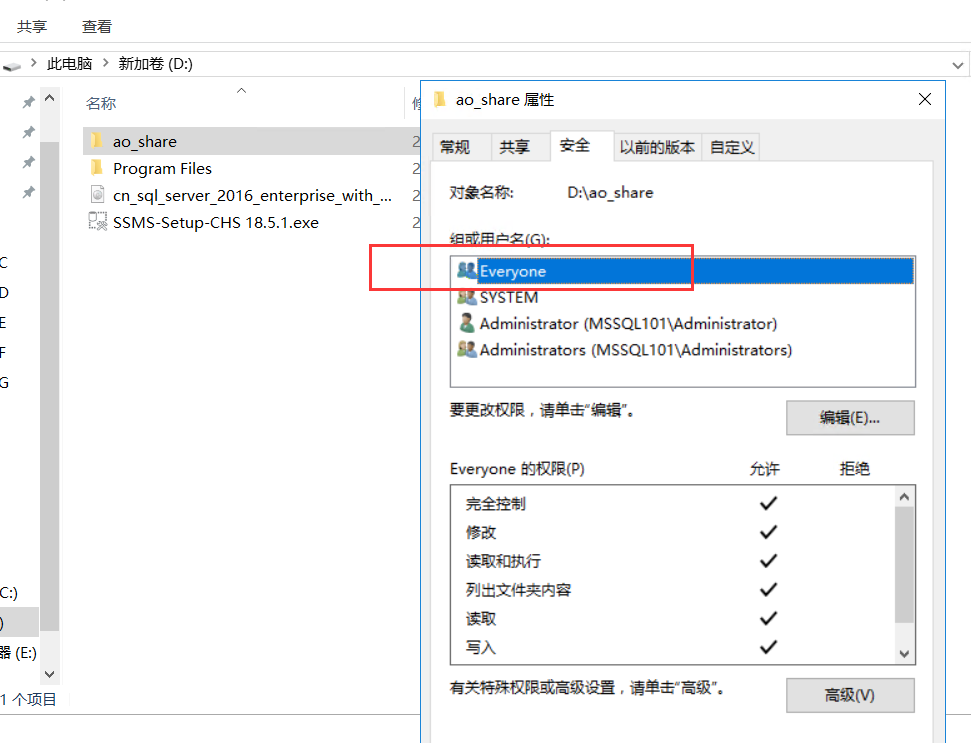 共享 查看
此电脑 新加卷 (D:)
名称
ao_share 2
Program Files 2
cn_sql_server_2016_enterprise_with_... 2
SSMS-Setup-CHS 18.5.1.exe 2
C
D
E
F
G
C:)
)
器 (E:)
1 个项目
ao_share 属性
常规 共享 安全 以前的版本 自定义
对象名称: D:\ao_share
组或用户名(G):
Everyone
SYSTEM
Administrator (MSSQL101\Administrator)
Administrators (MSSQL101\Administrators)
要更改权限，请单击"编辑"。
编辑(E)...
Everyone 的权限(P) 允许 拒绝
完全控制
修改
读取和执行
列出文件夹内容
读取
写入
有关特殊权限或高级设置，请单击"高级"。
高级(V)